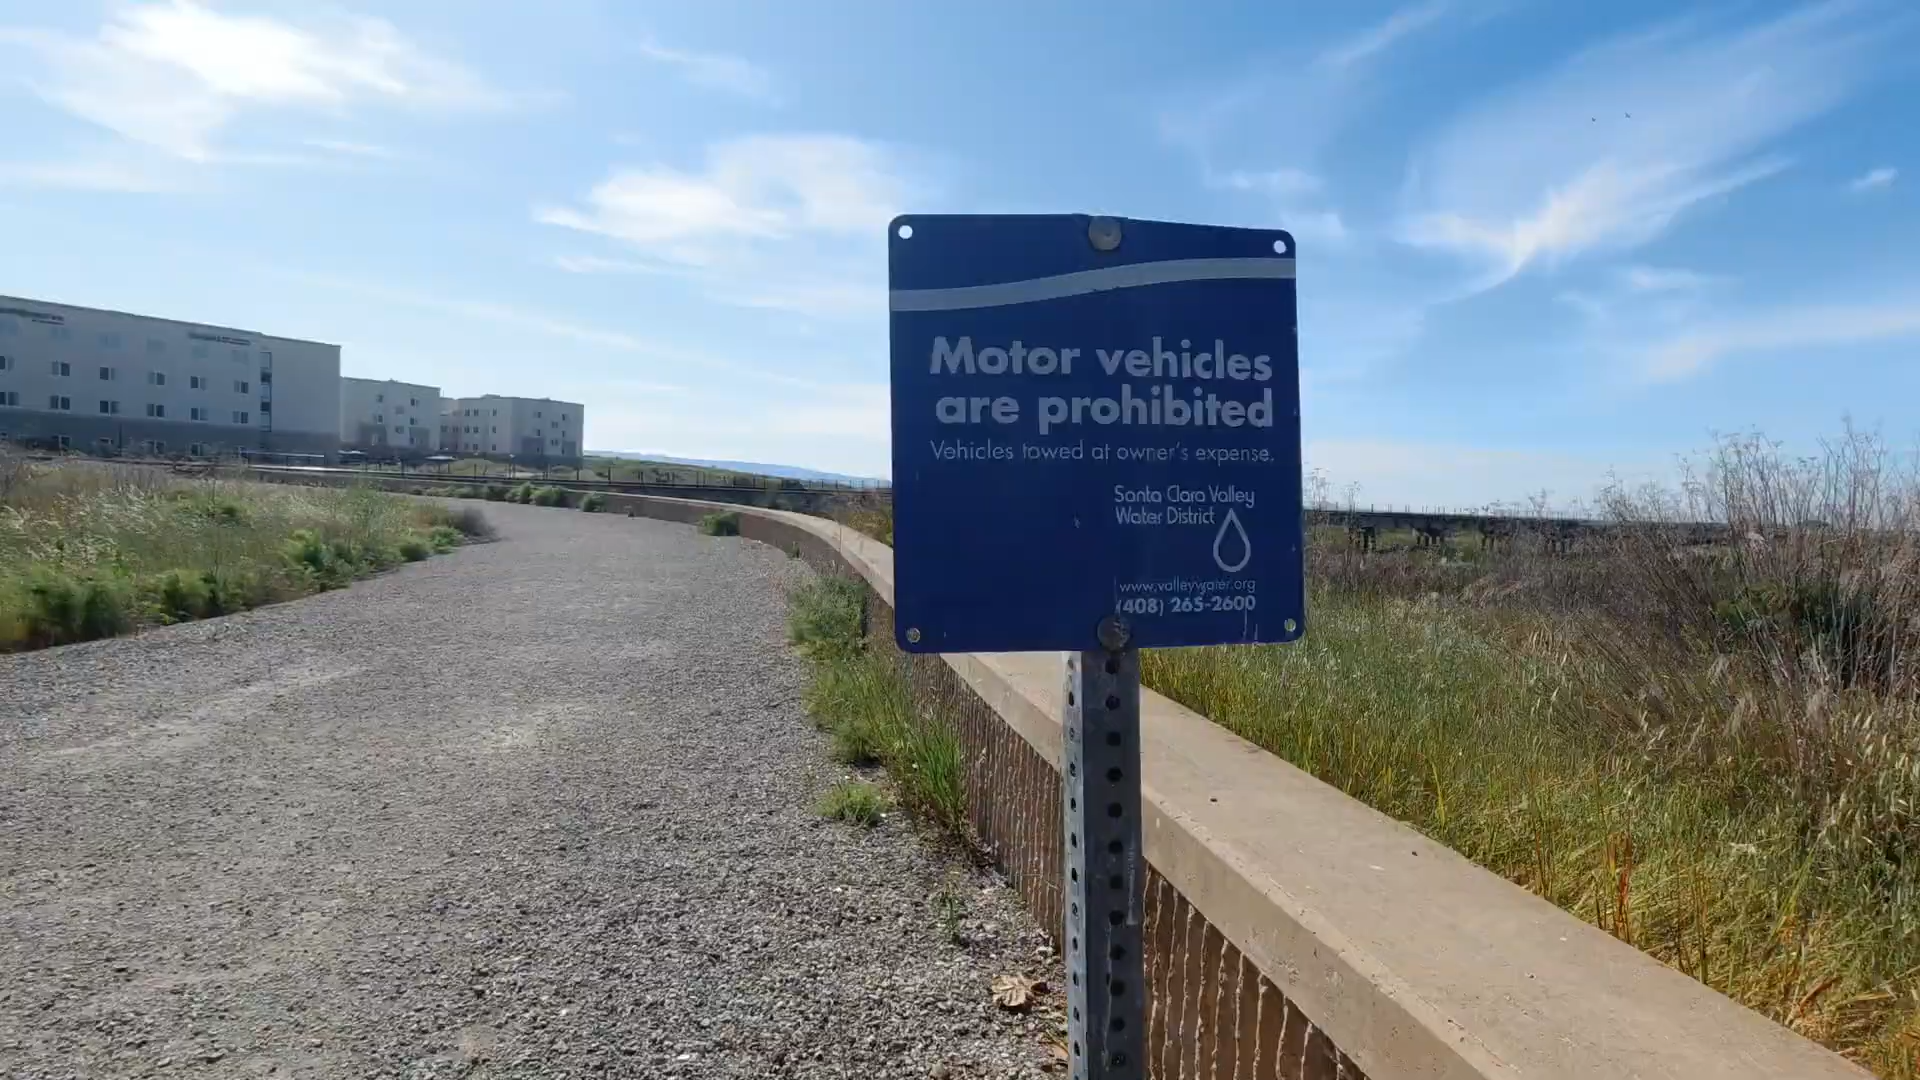 Motor vehicles
are prohibited
Vehicles towed at owner's expense.
Santa Clara Valley
Water District
www.valleywater.org
(408) 265-2600